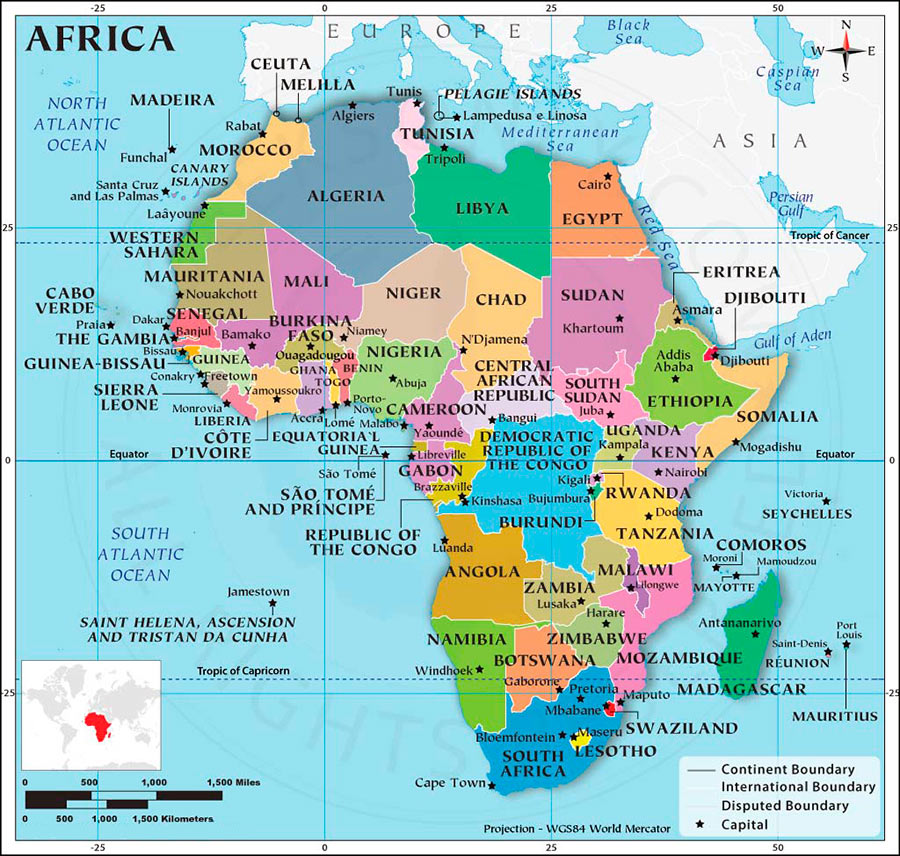 -25
0
25
50
AFRICA
EUROPE
Black
Sea
N
W
E
S
CEUTA
MELILLA
Caspian
Sea
NORTH
ATLANTIC
OCEAN
MADEIRA
Tunis
PELAGIE ISLANDS
Algiers
Lampedusa e Linosa
Rabat
TUNISIA
Mediterranean
Sea
ASIA
MOROCCO
Funchal
Tripoli
CANARY
ISLANDS
Santa Cruz
and Las Palmas
Cairo
ALGERIA
LIBYA
EGYPT
Persian
Gulf
Laâyoune
Red Sea
25
WESTERN
SAHARA
Tropic of Cancer
MAURITANIA
MALI
NIGER
CHAD
SUDAN
ERITREA
Nouakchott
CABO
VERDE
Asmara
DJIBOUTI
Praia
Dakar
SENEGAL
BURKINA
FASO
Khartoum
THE GAMBIA
Banjul
Bamako
Niamey
N'Djamena
Gulf of Aden
Bissau
Ouagadougou
NIGERIA
Addis
Ababa
Djibouti
GUINEA-BISSAU
GUINEA
GHANA
BENIN
CENTRAL
AFRICAN
REPUBLIC
Conakry
Freetown
TOGO
Abuja
SOUTH
SUDAN
ETHIOPIA
SIERRA
LEONE
Yamoussoukro
Monrovia
LIBERIA
Accra
Lomé
Porto-
Novo
CAMEROON
Juba
SOMALIA
Malabo
Yaoundé
Bangui
UGANDA
CÔTE
D'IVOIRE
EQUATORIAL
GUINEA
DEMOCRATIC
REPUBLIC OF
THE CONGO
Kampala
KENYA
Mogadishu
0
Equator
Libreville
Equator
São Tomé
GABON
Nairobi
Kigali
SÃO TOMÉ
AND PRÍNCIPE
Brazzaville
Kinshasa
Bujumbura
RWANDA
Victoria
SEYCHELLES
REPUBLIC OF
THE CONGO
BURUNDI
Dodoma
TANZANIA
SOUTH
ATLANTIC
OCEAN
Luanda
COMOROS
Moroni
Mamoudzou
ANGOLA
MALAWI
MAYOTTE
ZAMBIA
Lilongwe
Jamestown
Lusaka
SAINT HELENA, ASCENSION
AND TRISTAN DA CUNHA
Harare
Antananarivo
Port
Louis
NAMIBIA
ZIMBABWE
Saint-Denis
BOTSWANA
MOZAMBIQUE
RÉUNION
Tropic of Capricorn
Windhoek
Gaborone
Pretoria
MADAGASCAR
-25
Maputo
Mbabane
MAURITIUS
SWAZILAND
Bloemfontein
Maseru
LESOTHO
SOUTH
AFRICA
Cape Town
0 500 1,000 1,500 Miles
0 500 1,000 1,500 Kilometers
Continent Boundary
International Boundary
Disputed Boundary
Capital
Projection - WGS84 World Mercator
-25
0
25
50